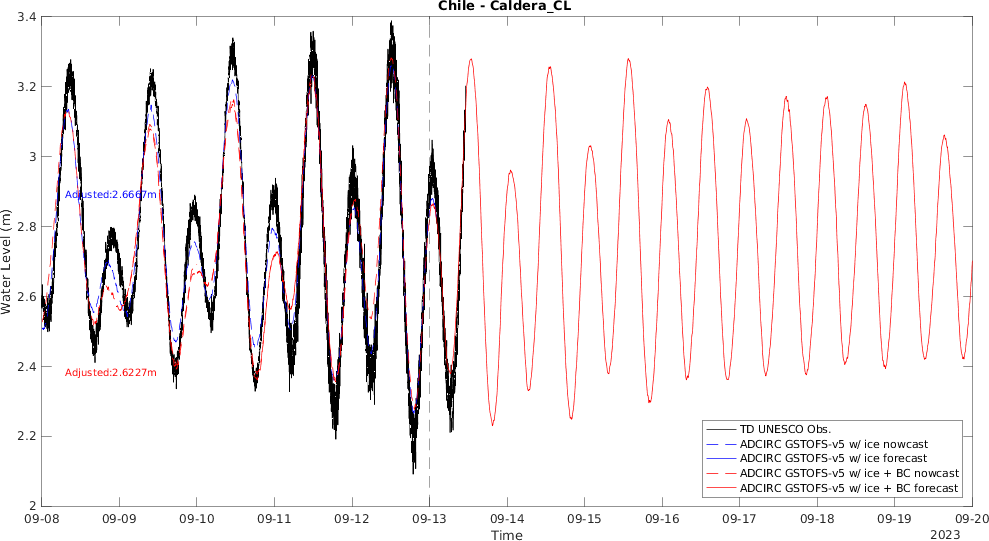 Chile - Caldera_CL
3.4
3.2
3
2.8
2.6
2.4
2.2
2
Water Level (m)
Adjusted:2.6667m
Adjusted:2.6227m
TD UNESCO Obs.
ADCIRC GSTOFS-v5 w/ ice nowcast
ADCIRC GSTOFS-v5 w/ ice forecast
ADCIRC GSTOFS-v5 w/ ice + BC nowcast
ADCIRC GSTOFS-v5 w/ ice + BC forecast
09-08 09-09 09-10 09-11 09-12 09-13 09-14 09-15 09-16 09-17 09-18 09-19 09-20
Time
2023